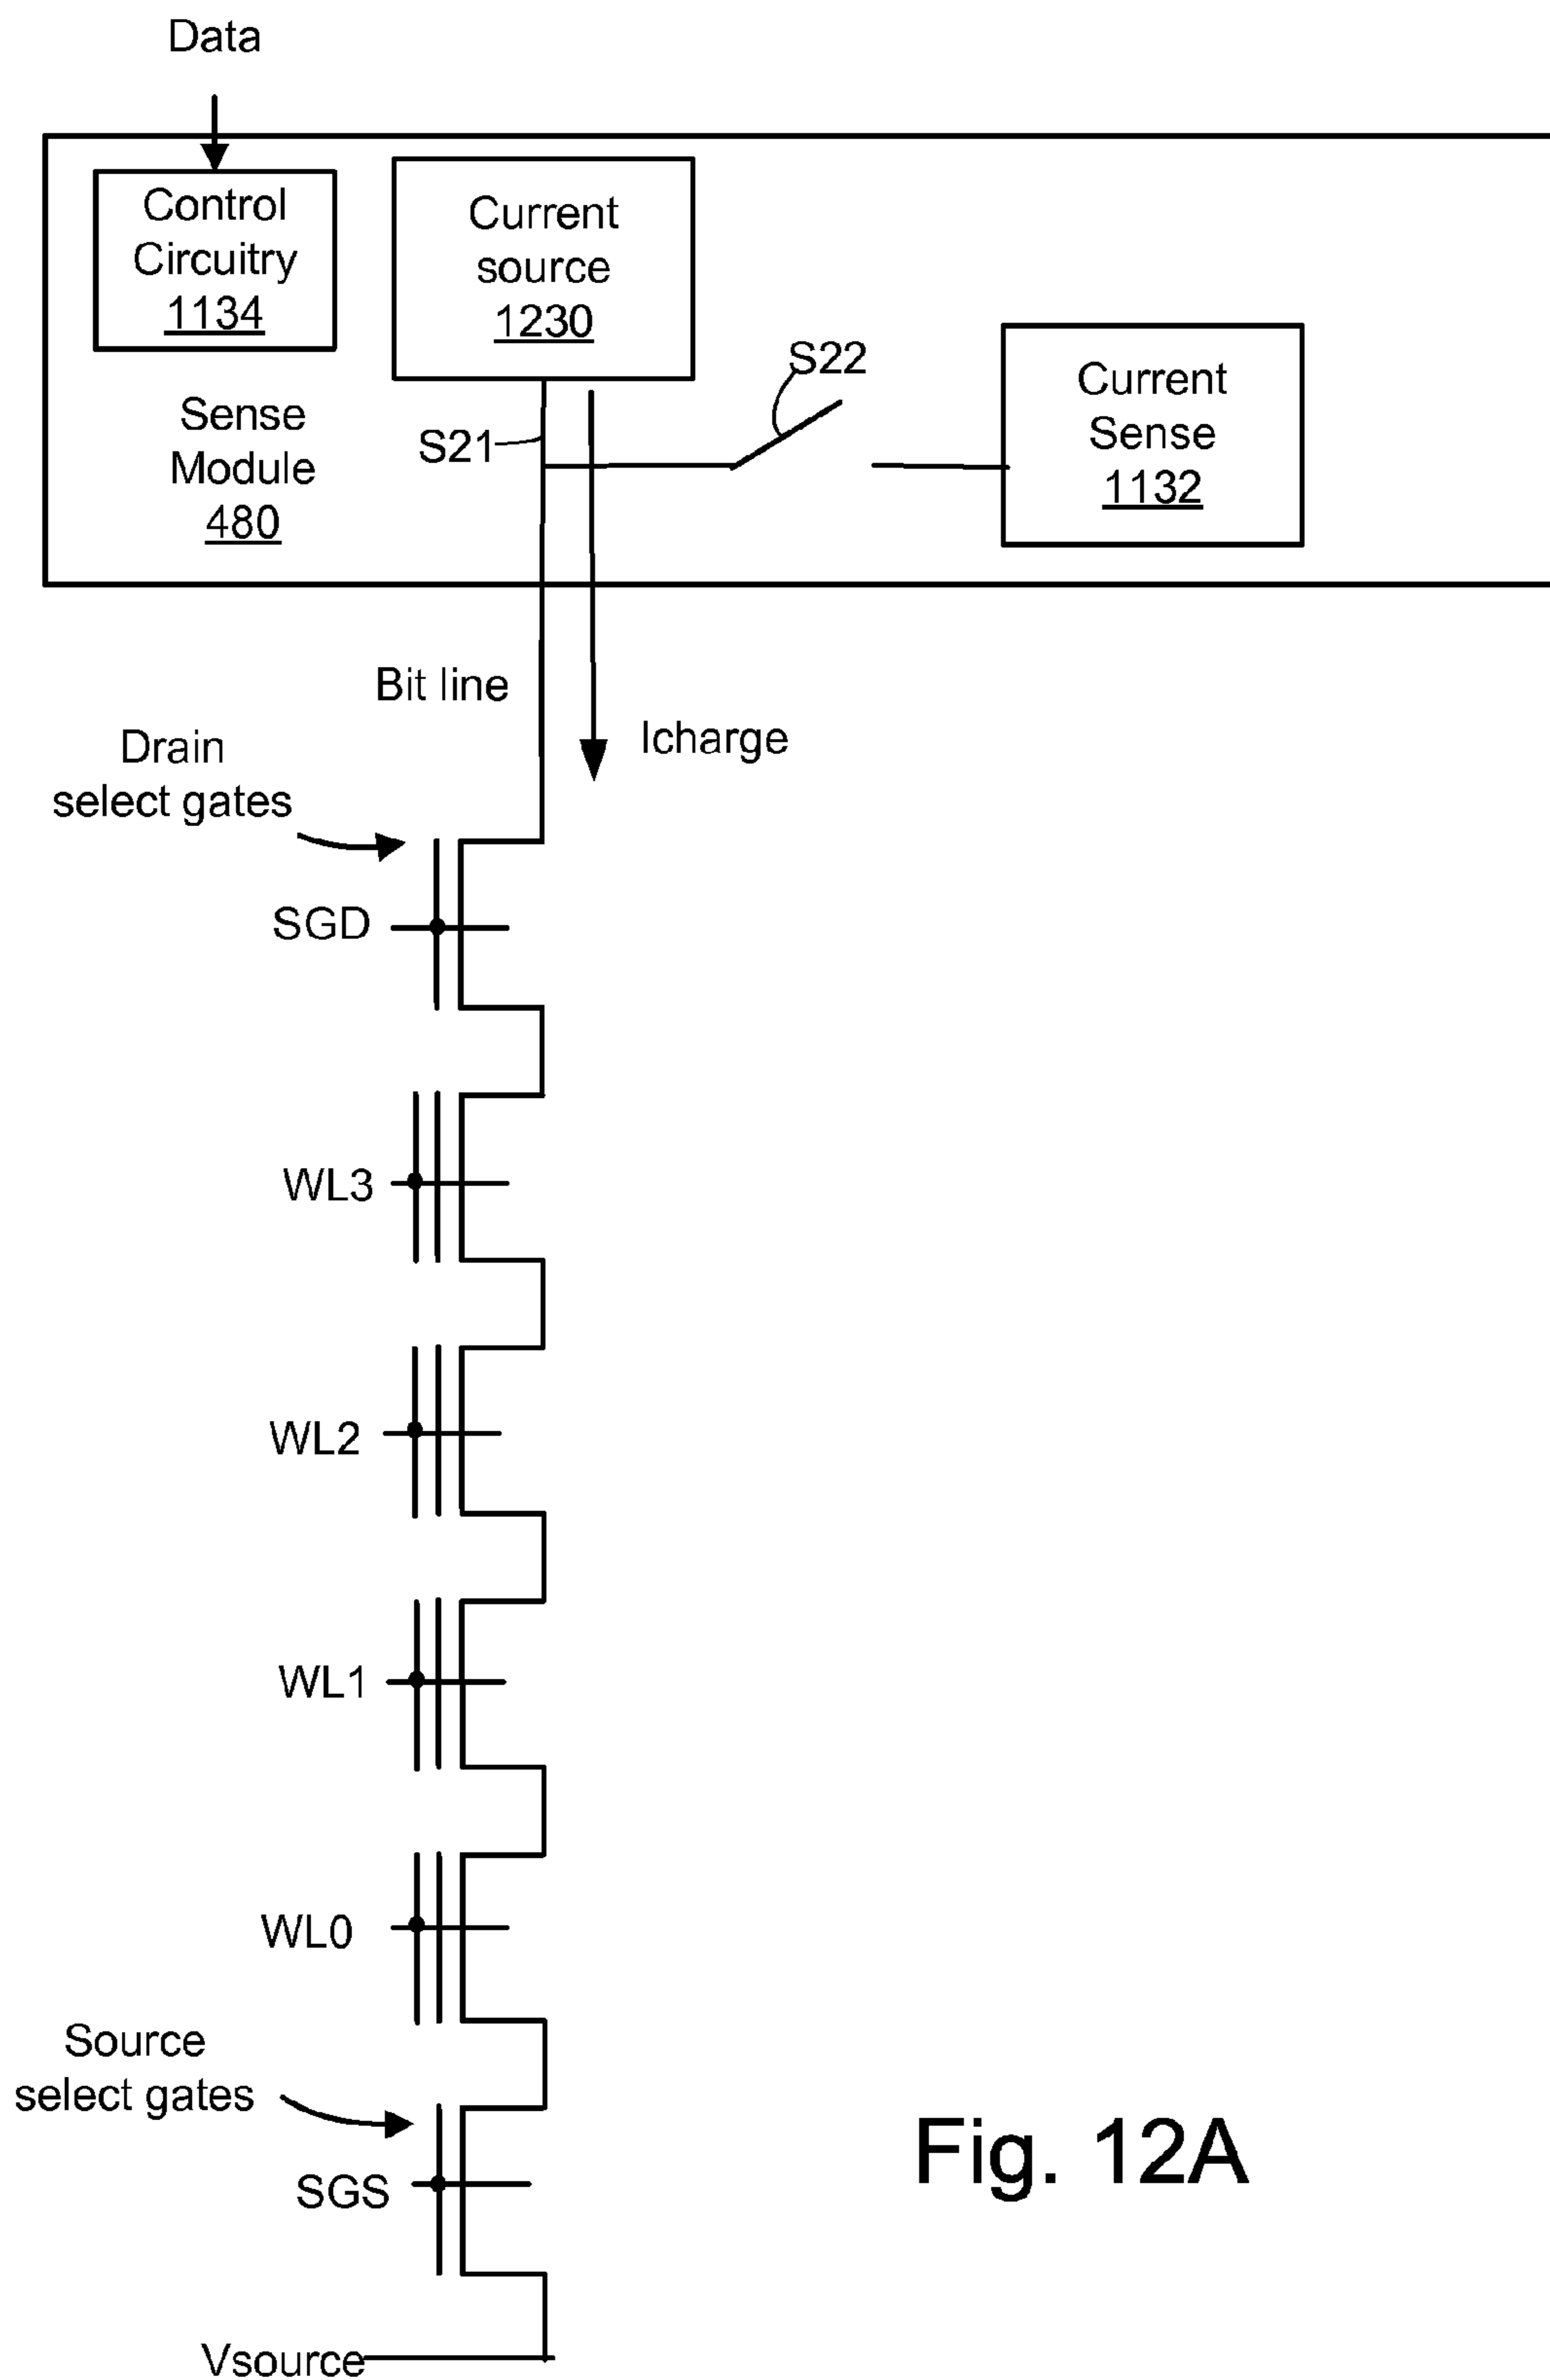 Data
Control
Circuitry
1134
Current
source
1230
S22
Current
Sense
1132
S21
Sense
Module
480
Bit line
Icharge
Drain
select gates
SGD
WL3
WL2
WL1
WL0
Source
select gates
SGS
Vsource
Fig. 12A